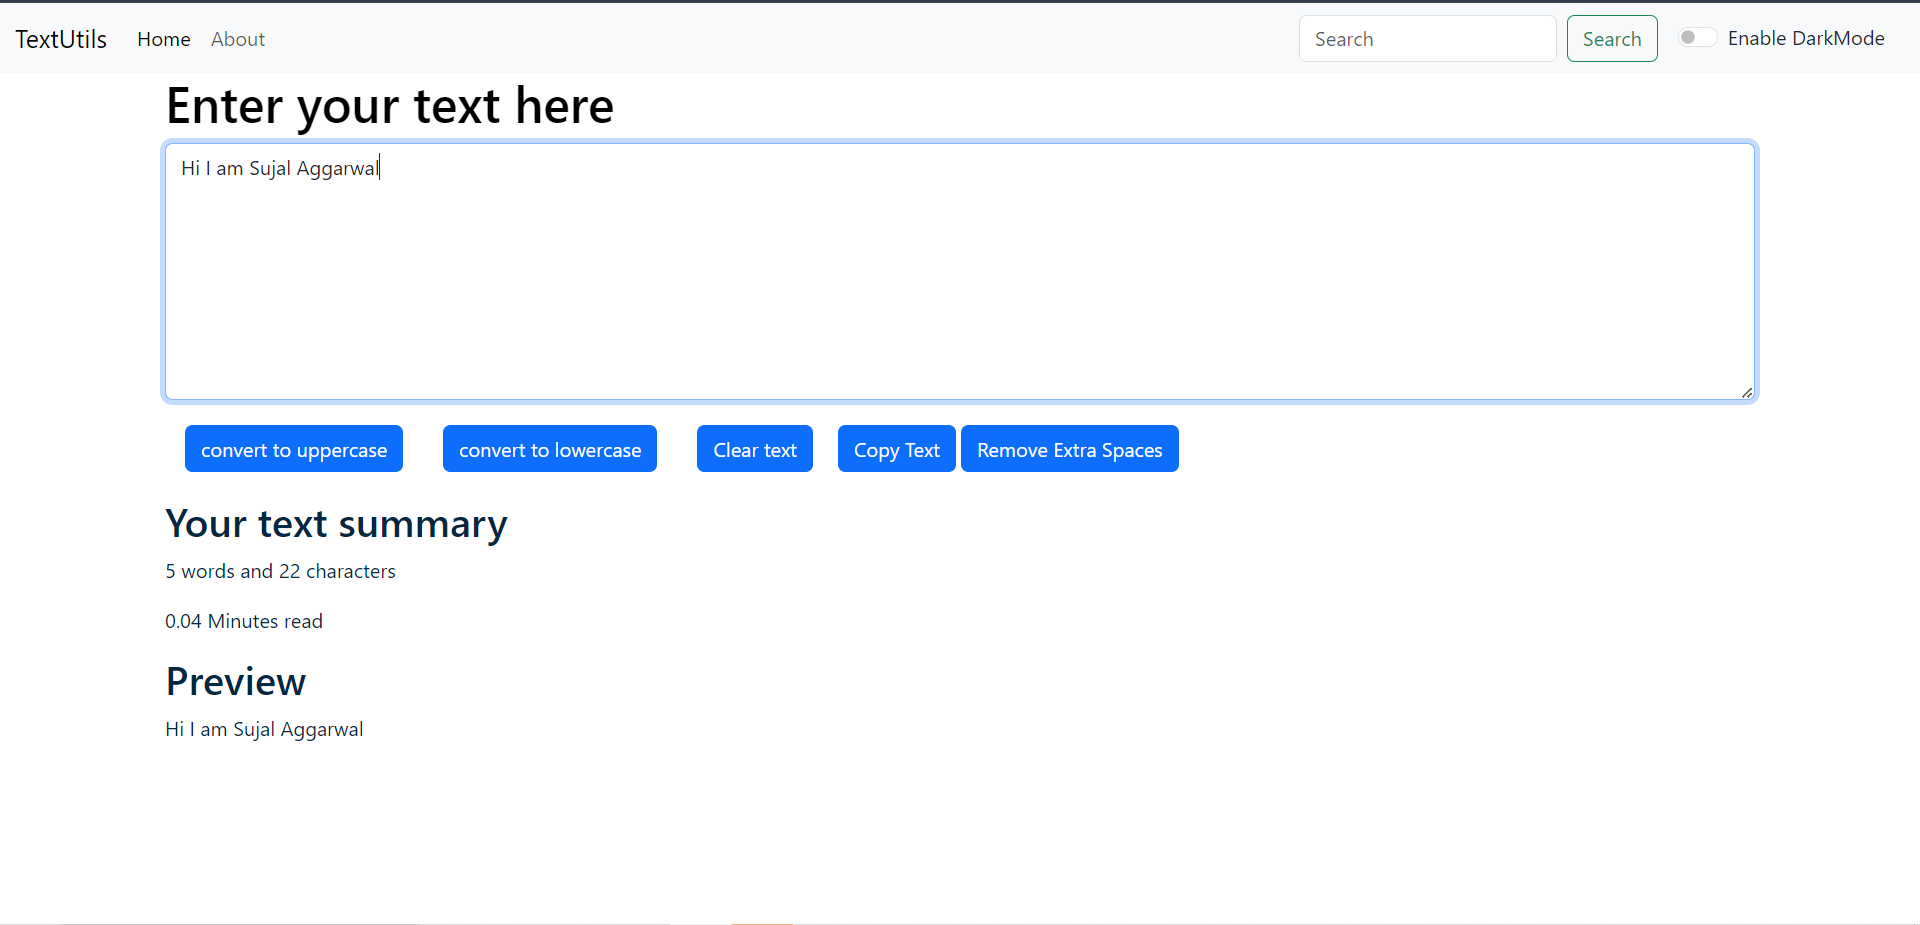 TextUtils Home About Search Search Enable DarkMode
Enter your text here
Hi I am Sujal Aggarwal
convert to uppercase convert to lowercase Clear text Copy Text Remove Extra Spaces
Your text summary
5 words and 22 characters
0.04 Minutes read
Preview
Hi I am Sujal Aggarwal